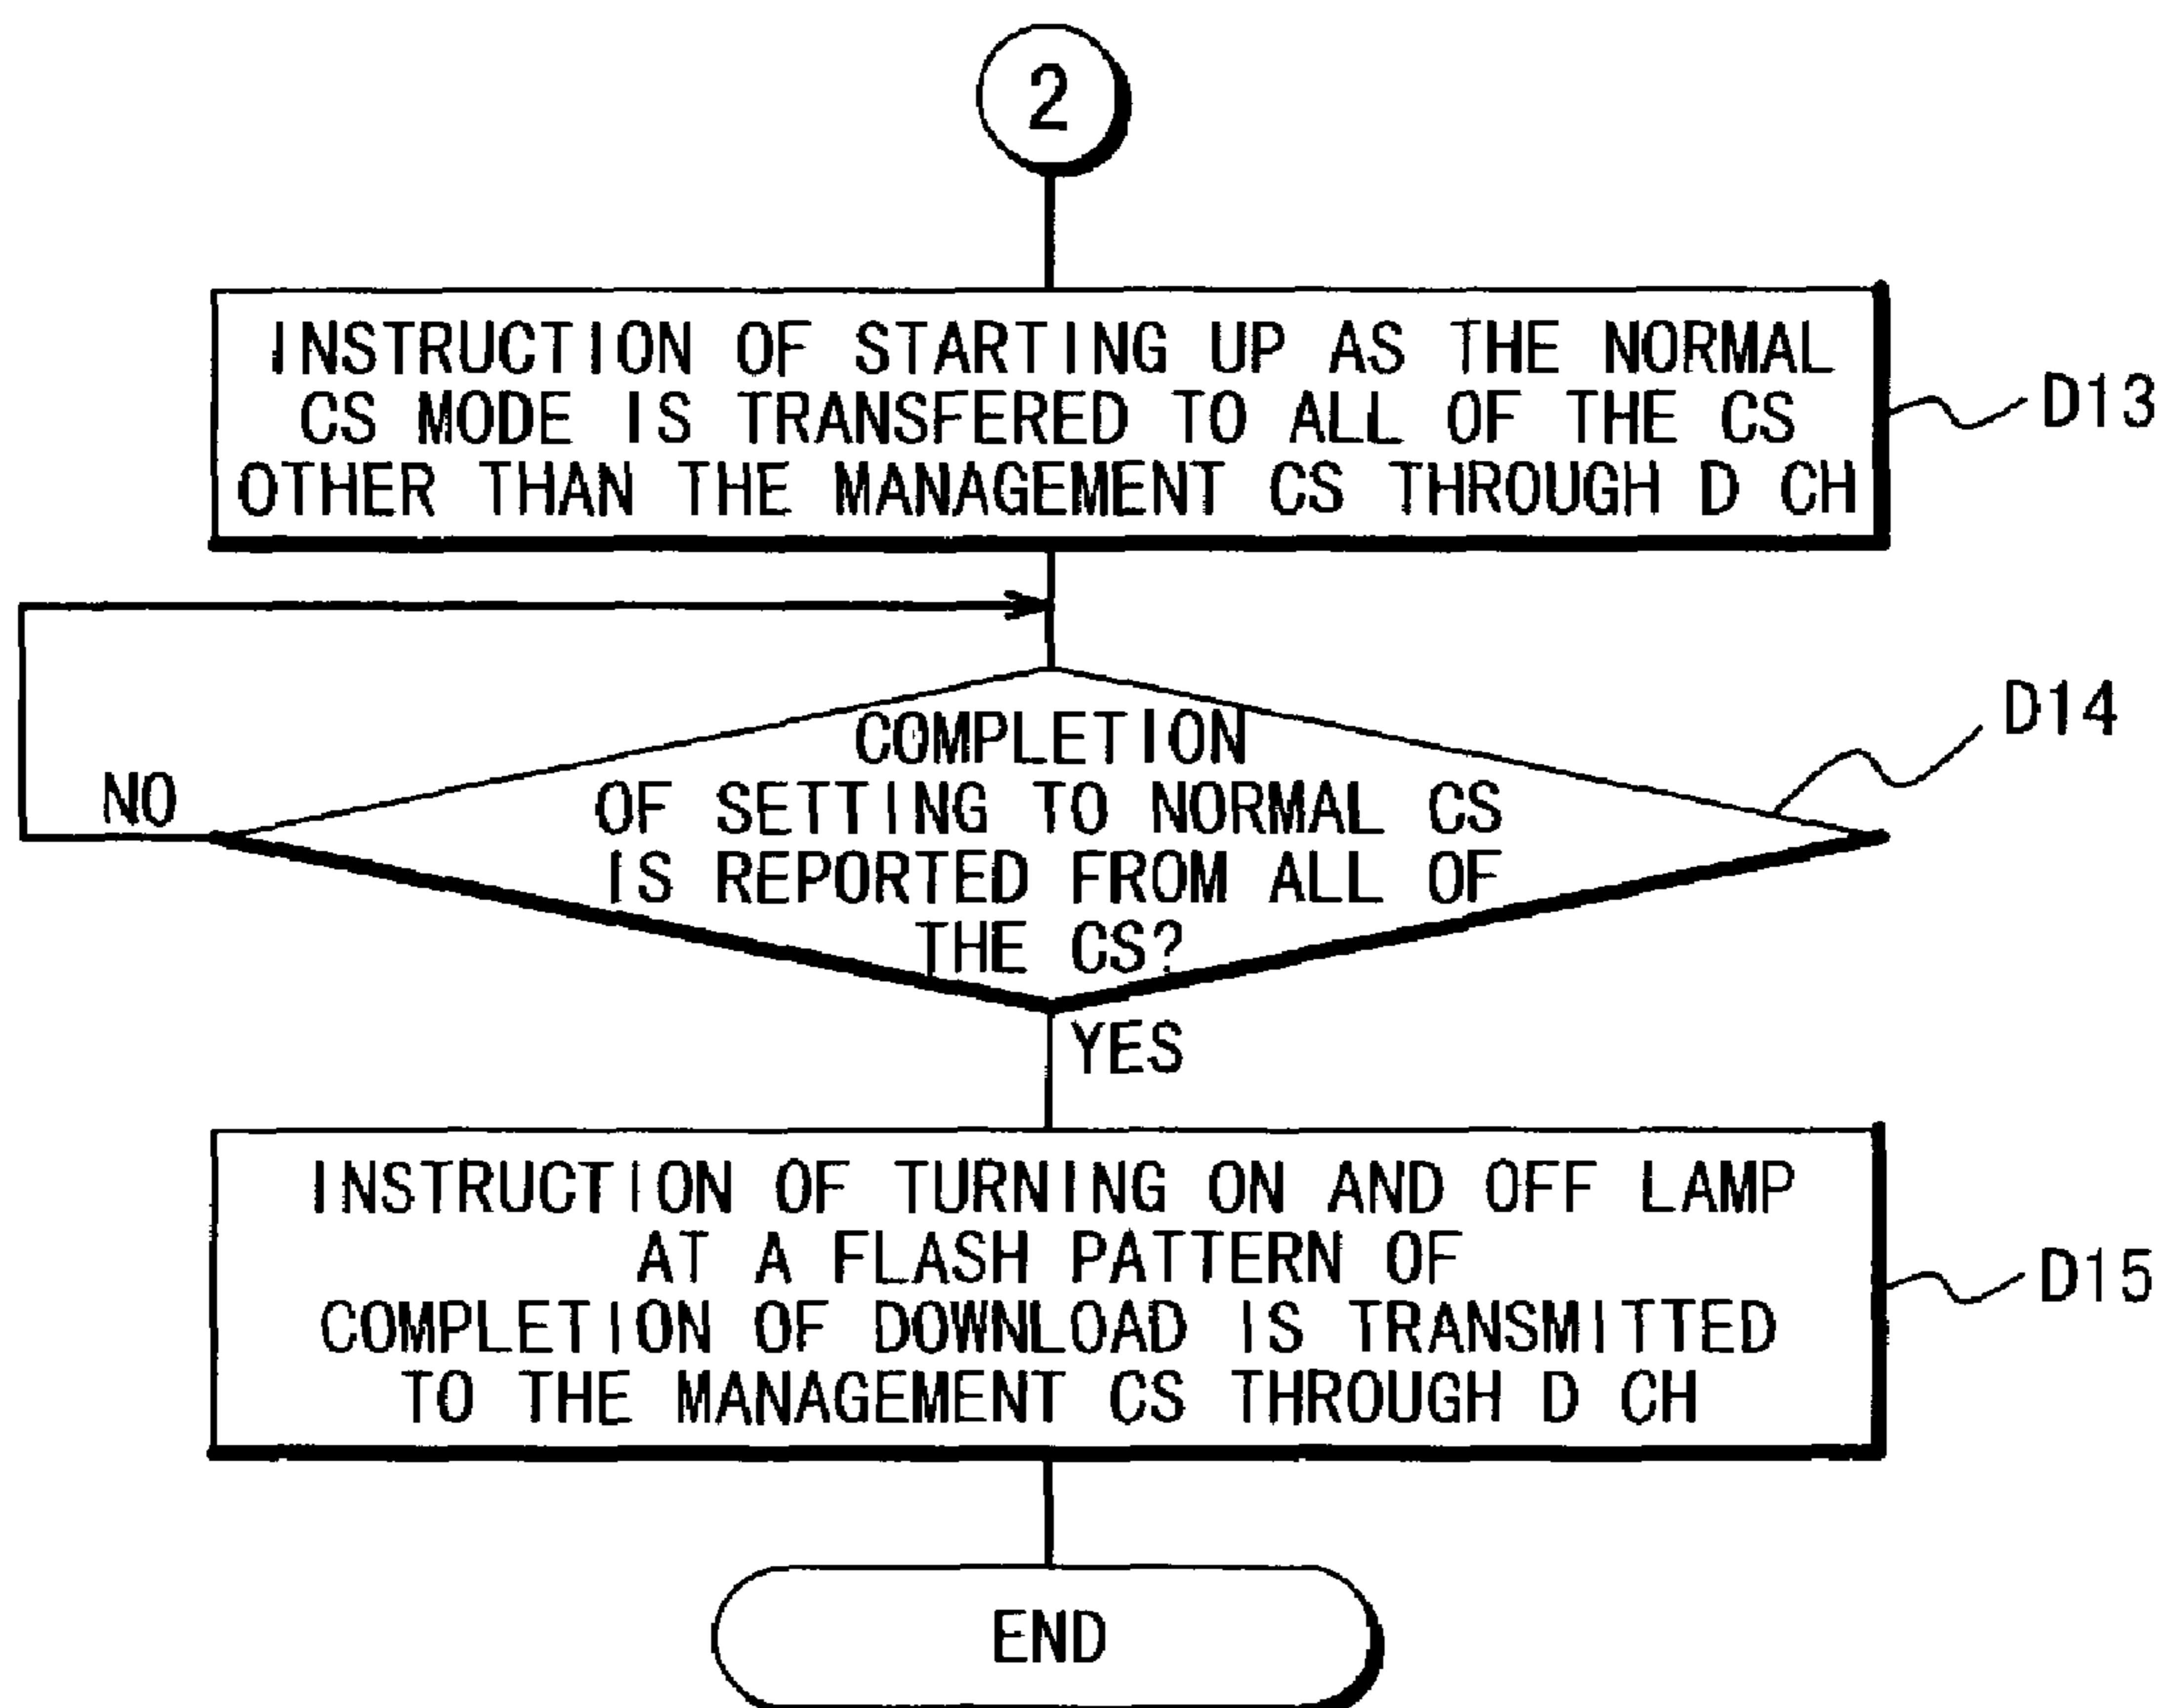 2
INSTRUCTION OF STARTING UP AS THE NORMAL
CS MODE IS TRANSFERED TO ALL OF THE CS
OTHER THAN THE MANAGEMENT CS THROUGH D CH
D13
COMPLETION
OF SETTING TO NORMAL CS
IS REPORTED FROM ALL OF
THE CS?
D14
NO
YES
INSTRUCTION OF TURNING ON AND OFF LAMP
AT A FLASH PATTERN OF
COMPLETION OF DOWNLOAD IS TRANSMITTED
TO THE MANAGEMENT CS THROUGH D CH
D15
END